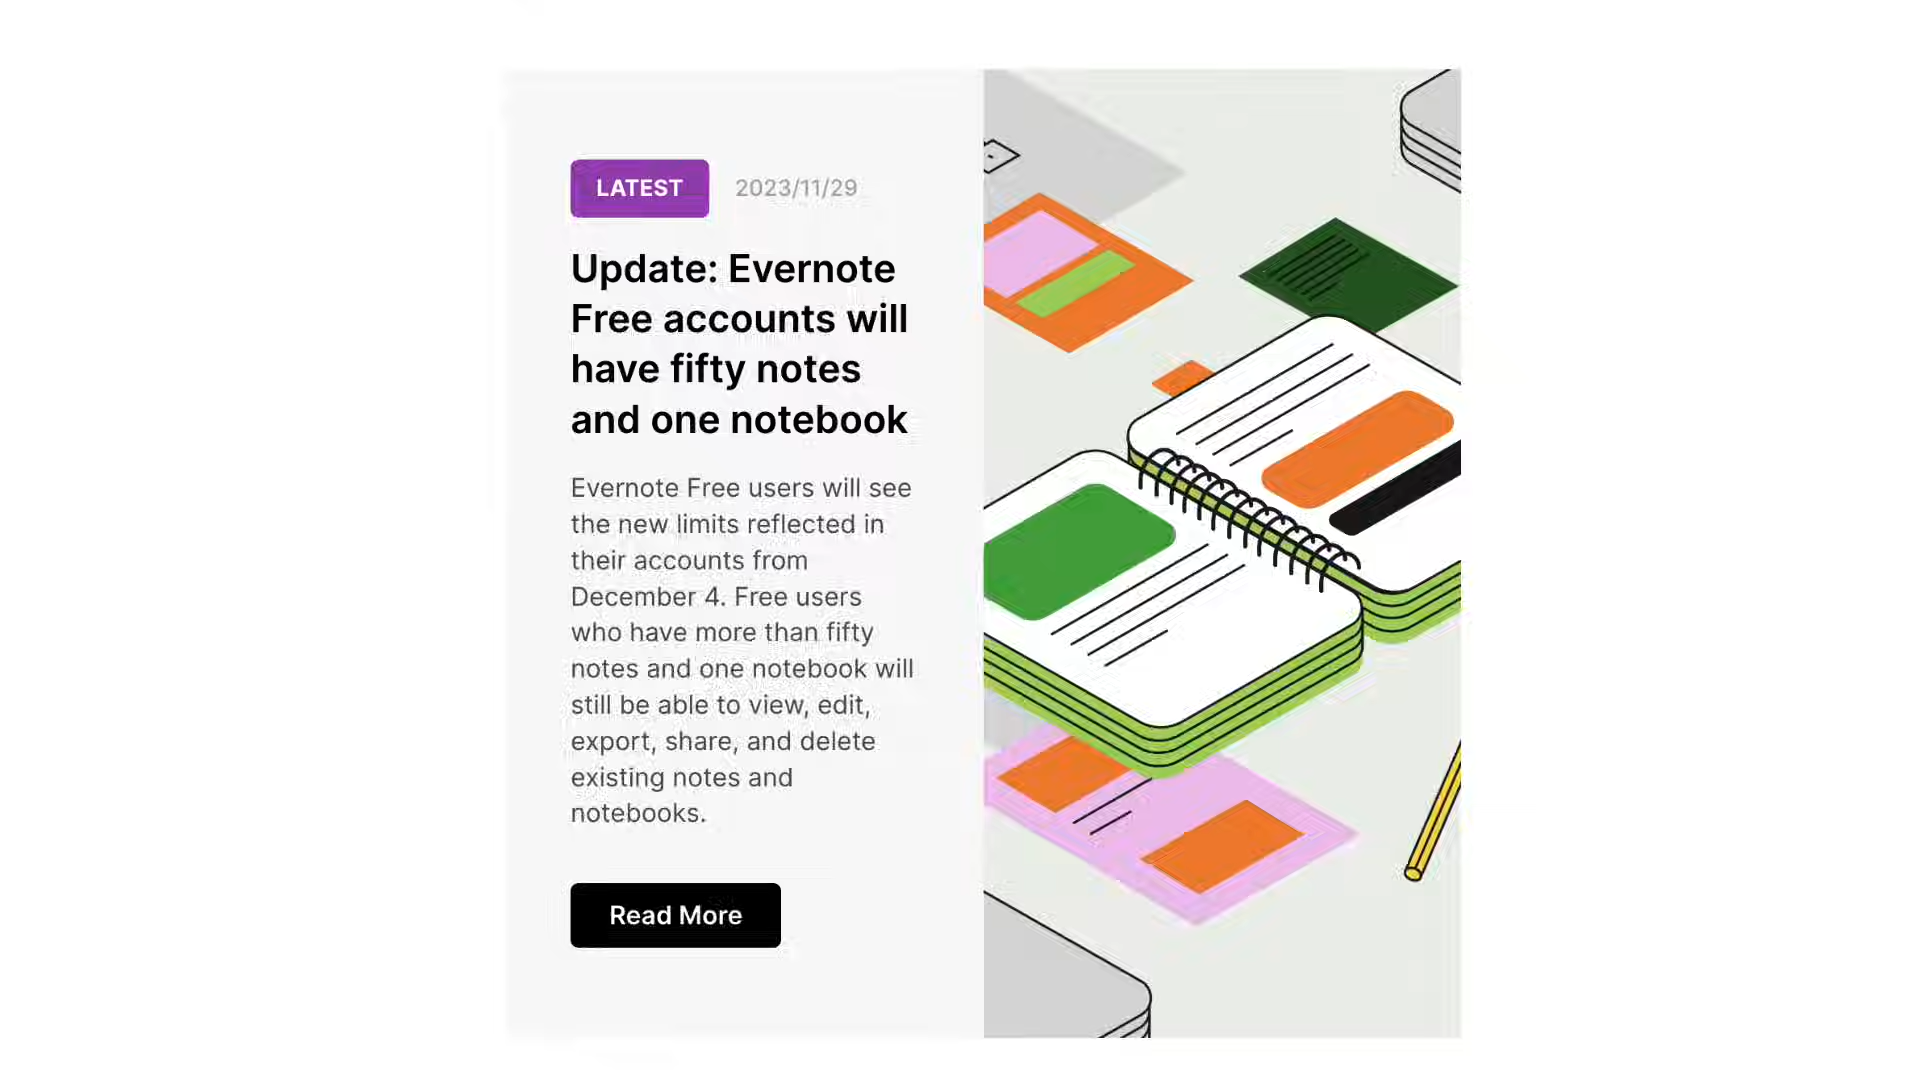 LATEST 2023/11/29
Update: Evernote
Free accounts will
have fifty notes
and one notebook
Evernote Free users will see
the new limits reflected in
their accounts from
December 4. Free users
who have more than fifty
notes and one notebook will
still be able to view, edit,
export, share, and delete
existing notes and
notebooks.
Read More